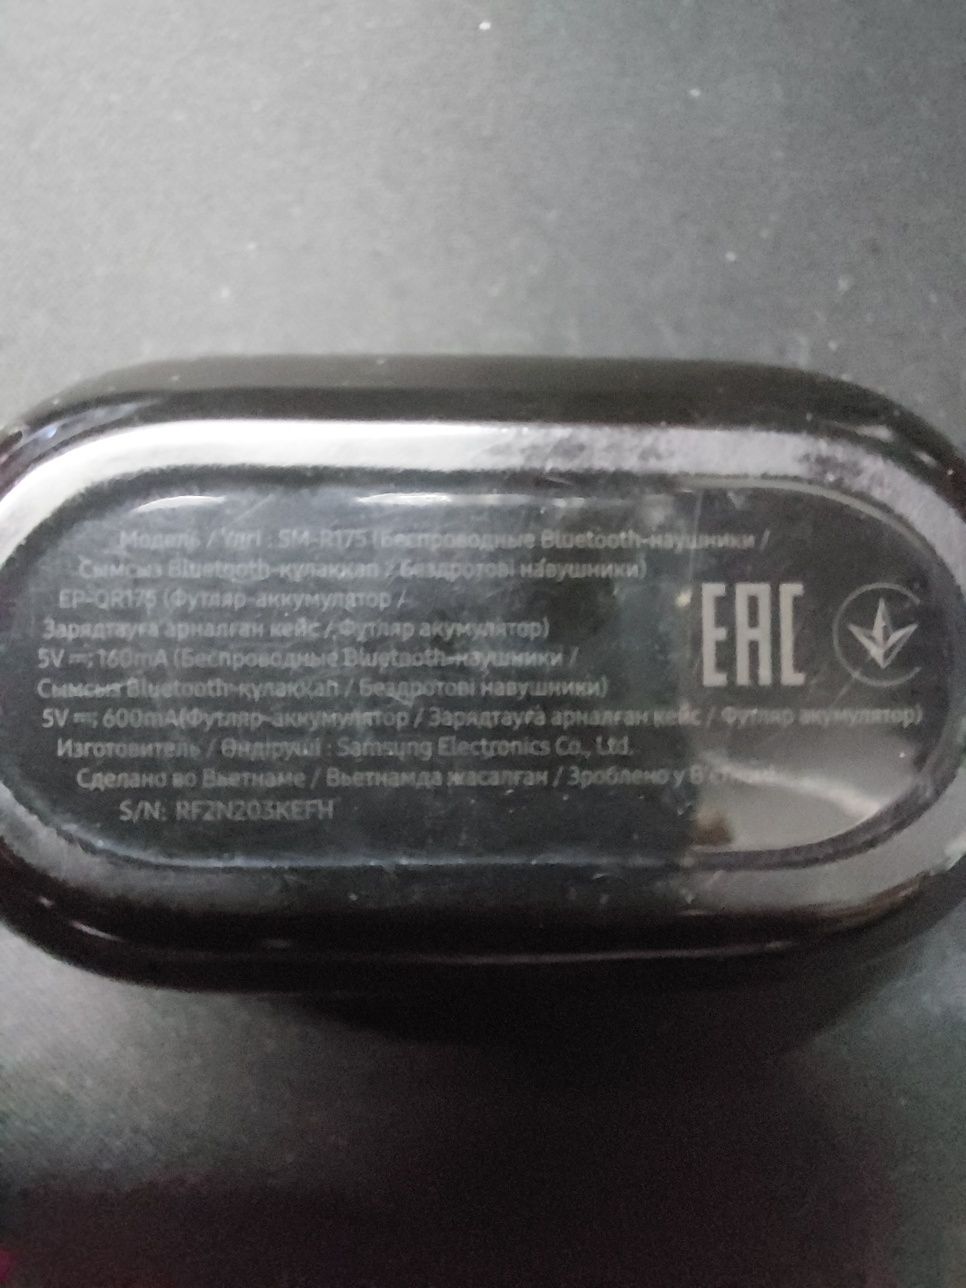 Модель / Үлгі : SM-R175 (Беспроводные Bluetooth-наушники /
Сымсыз Bluetooth-құлаққап / Бездротові навушники)
EP-QR175 (Футляр-аккумулятор /
Зарядтауға арналған кейс / Футляр акумулятор)
5V ⎓; 160mA (Беспроводные Bluetooth-наушники /
Сымсыз Bluetooth-құлаққап / Бездротові навушники)
5V ⎓; 600mA(Футляр-аккумулятор / Зарядтауға арналған кейс / Футляр акумулятор)
Изготовитель / Өндіруші : Samsung Electronics Co., Ltd.
Сделано во Вьетнаме / Вьетнамда жасалған / Зроблено у
S/N: RF2N203KEFH
EAC